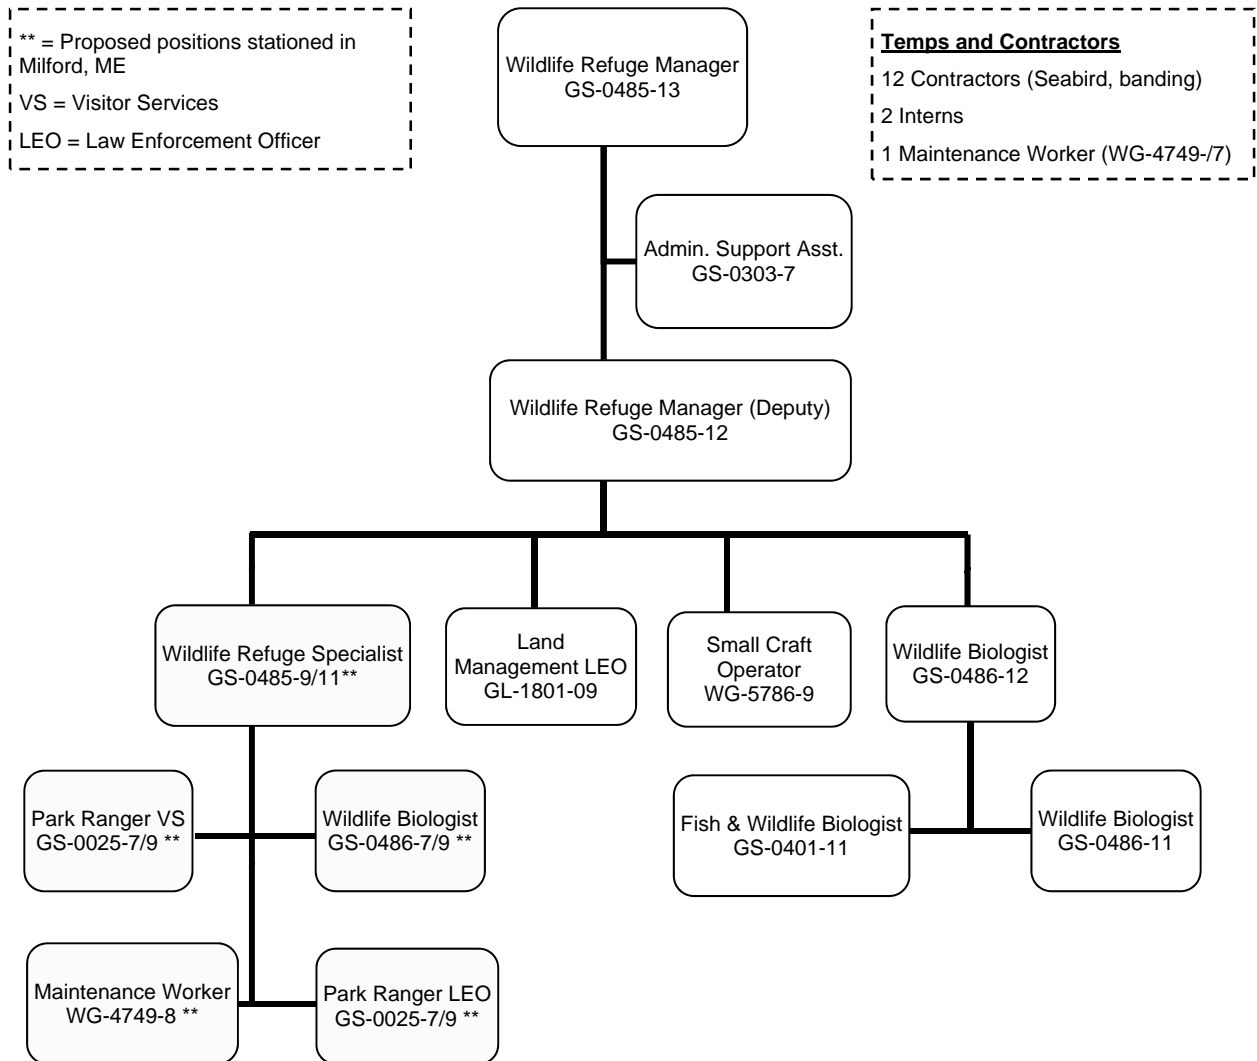 ** = Proposed positions stationed in
Milford, ME
VS = Visitor Services
LEO = Law Enforcement Officer
Wildlife Refuge Manager
GS-0485-13
Temps and Contractors
12 Contractors (Seabird, banding)
2 Interns
1 Maintenance Worker (WG-4749-/7)
Admin. Support Asst.
GS-0303-7
Wildlife Refuge Manager (Deputy)
GS-0485-12
Wildlife Refuge Specialist
GS-0485-9/11**
Land
Management LEO
GL-1801-09
Small Craft
Operator
WG-5786-9
Wildlife Biologist
GS-0486-12
Park Ranger VS
GS-0025-7/9 **
Wildlife Biologist
GS-0486-7/9 **
Fish & Wildlife Biologist
GS-0401-11
Wildlife Biologist
GS-0486-11
Maintenance Worker
WG-4749-8 **
Park Ranger LEO
GS-0025-7/9 **